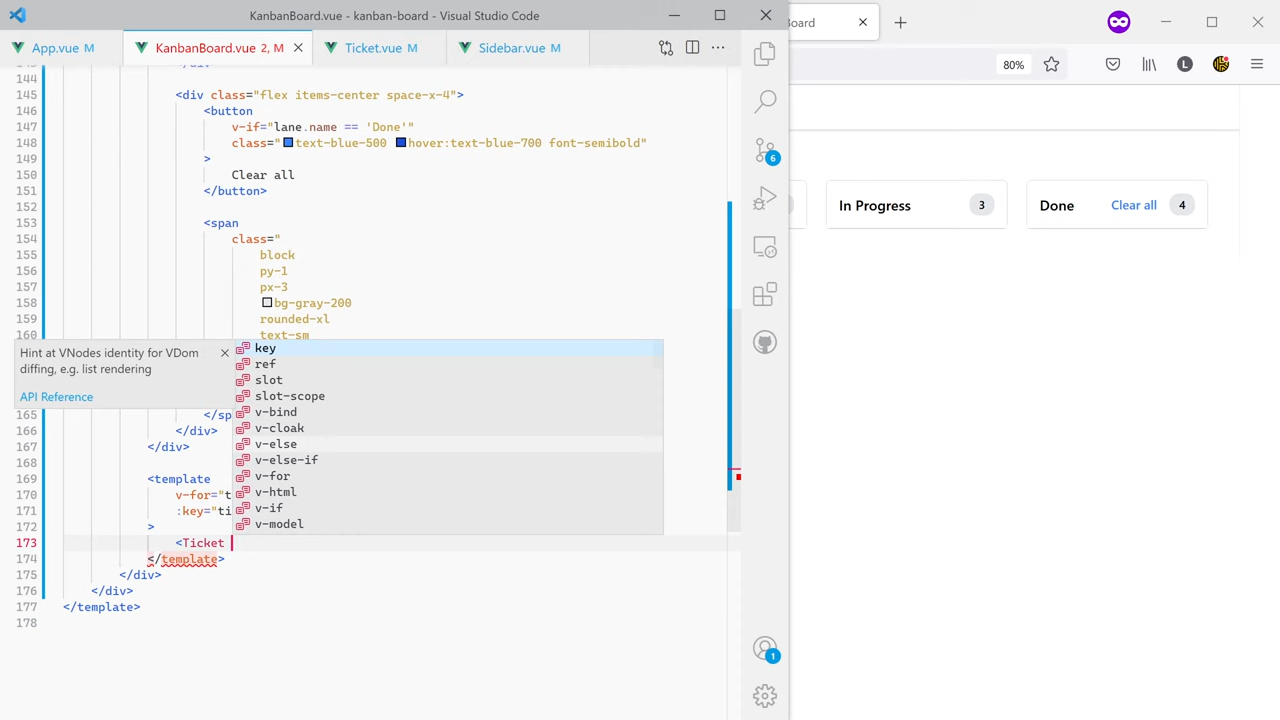 KanbanBoard.vue - kanban-board - Visual Studio Code
App.vue M
KanbanBoard.vue 2, M
Ticket.vue M
Sidebar.vue M
oard
80%
L
144
145 <div class="flex items-center space-x-4">
146 <button
147 v-if="lane.name == 'Done'"
148 class="text-blue-500 hover:text-blue-700 font-semibold"
149 >
150 Clear all
151 </button>
152
153 <span
154 class="
155 block
156 py-1
157 px-3
158 bg-gray-200
159 rounded-xl
160 text-sm
Hint at VNodes identity for VDom
diffing, e.g. list rendering
API Reference
key
ref
slot
slot-scope
v-bind
v-cloak
v-else
v-else-if
v-for
v-html
v-if
v-model
165 </sp
166 </div>
167 </div>
168
169 <template
170 v-for="t
171 :key="ti
172 >
173 <Ticket
174 </template>
175 </div>
176 </div>
177 </template>
178
6
1
In Progress
3
Done
Clear all
4